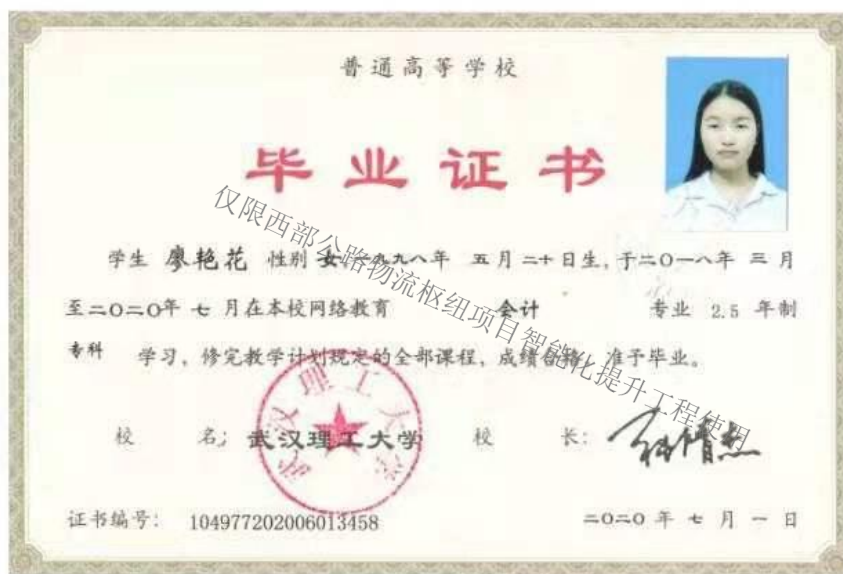 普通高等学校
毕业证书
学生 廖艳花 性别 女,一九九八年 五月二十日生,于二〇一八年 三月
至二〇二〇年 七月在本校网络教育 会计 专业 2.5 年制
专科 学习,修完教学计划规定的全部课程,成绩合格,准予毕业。
校 名: 武汉理工大学 校 长:
武汉理工大学
证书编号: 104977202006013458 二〇二〇年七月一日
仅限西部公路物流枢纽项目智能化提升工程使用